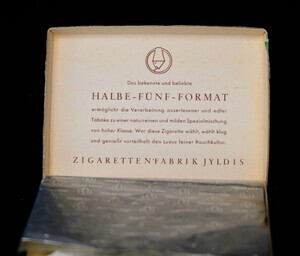 Das bekannte und beliebte
HALBE-FÜNF-FORMAT
ermöglicht die Verarbeitung auserlesener und edler
Tabake zu einer naturreinen und milden Spezialmischung
von hoher Klasse. Wer diese Zigarette wählt, wählt klug
und genießt vorteilhaft den Luxus feiner Rauchkultur.
ZIGARETTENFABRIK JYLDIS